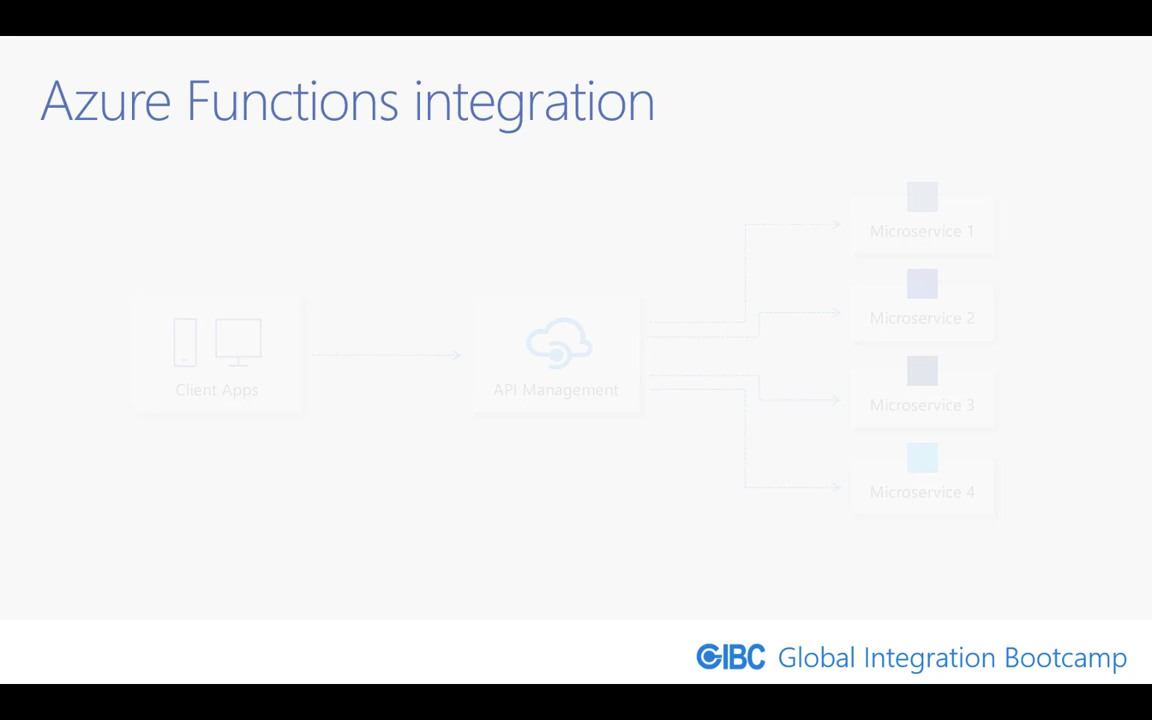 Azure Functions integration
Microservice 1
Microservice 2
Client Apps
API Management
Microservice 3
Microservice 4
GIBC Global Integration Bootcamp